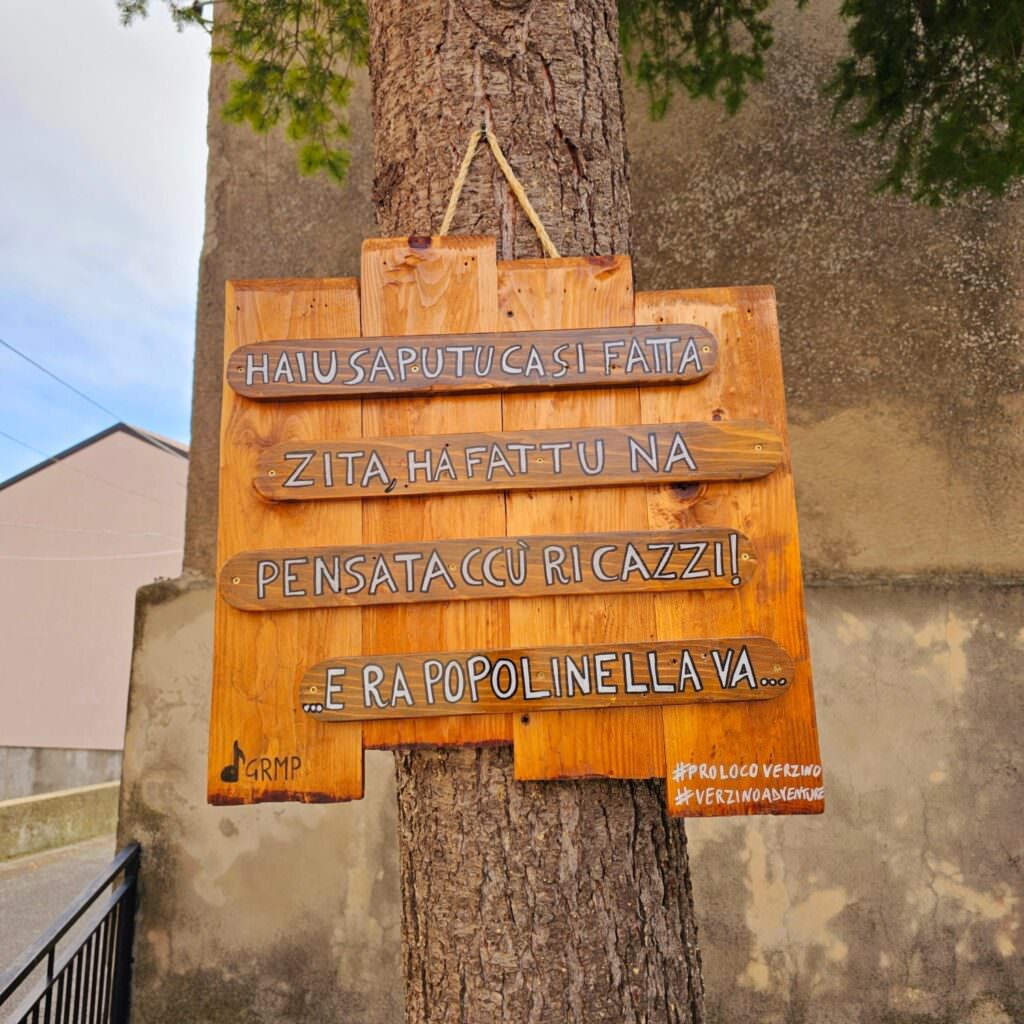 HAIU SAPUTU CA SI FATTA
ZITA, HÁ FATTU NA
PENSATA CCÙ RI CAZZI!
...E RA POPOLINELLA VA...
GRMP
#PROLOCO VERZINO
#VERZINOADVENTURE